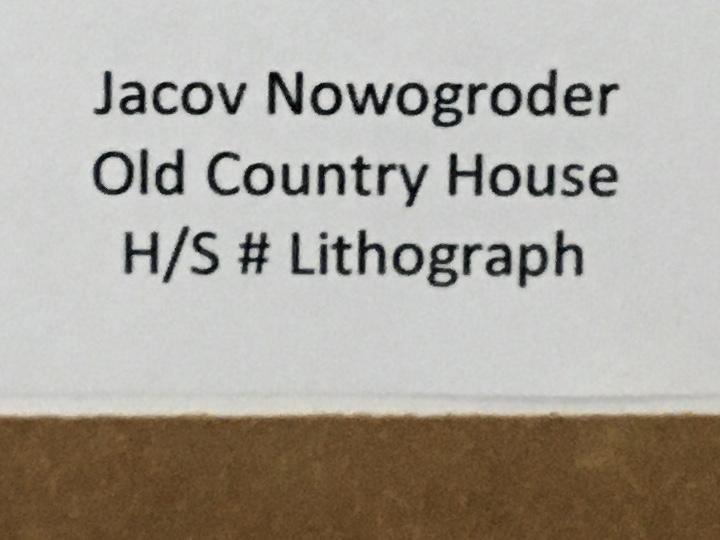 Jacov Nowogroder
Old Country House
H/S # Lithograph